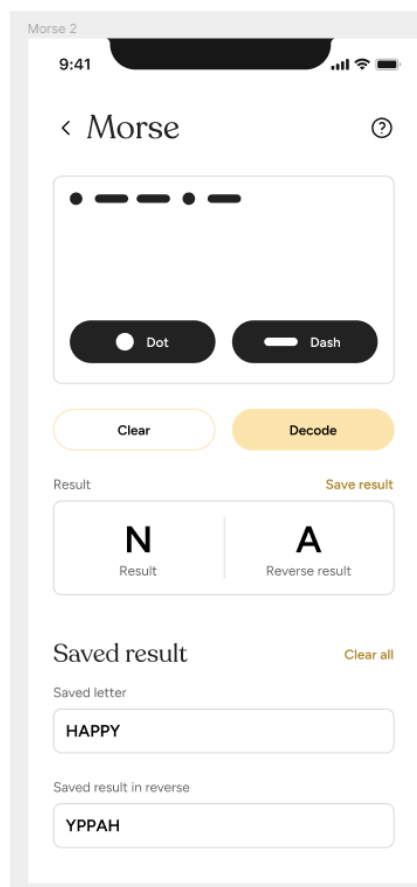 Morse 2
9:41
Morse
Dot Dash
Clear Decode
Result Save result
N A
Result Reverse result
Saved result Clear all
Saved letter
HAPPY
Saved result in reverse
YPPAH